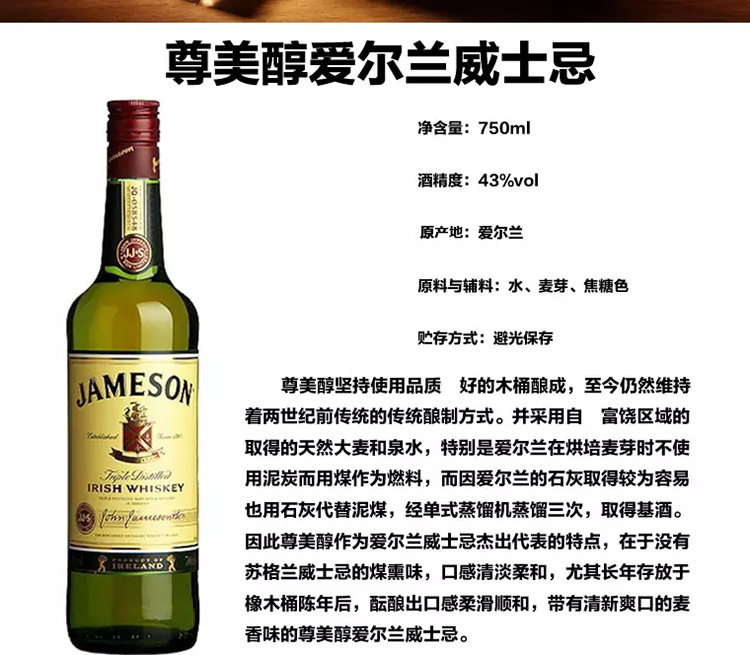 尊美醇爱尔兰威士忌
净含量：750ml
酒精度：43%vol
原产地：爱尔兰
原料与辅料：水、麦芽、焦糖色
贮存方式：避光保存
尊美醇坚持使用品质 好的木桶酿成，至今仍然维持
着两世纪前传统的传统酿制方式。并采用自 富饶区域的
取得的天然大麦和泉水，特别是爱尔兰在烘培麦芽时不使
用泥炭而用煤作为燃料，而因爱尔兰的石灰取得较为容易
也用石灰代替泥煤，经单式蒸馏机蒸馏三次，取得基酒。
因此尊美醇作为爱尔兰威士忌杰出代表的特点，在于没有
苏格兰威士忌的煤熏味，口感清淡柔和，尤其长年存放于
橡木桶陈年后，酝酿出口感柔滑顺和，带有清新爽口的麦
香味的尊美醇爱尔兰威士忌。
JJ&S
JAMESON
Established Since 1780
Triple Distilled
IRISH WHISKEY
JJ&S
John Jameson
PRODUCT OF
IRELAND